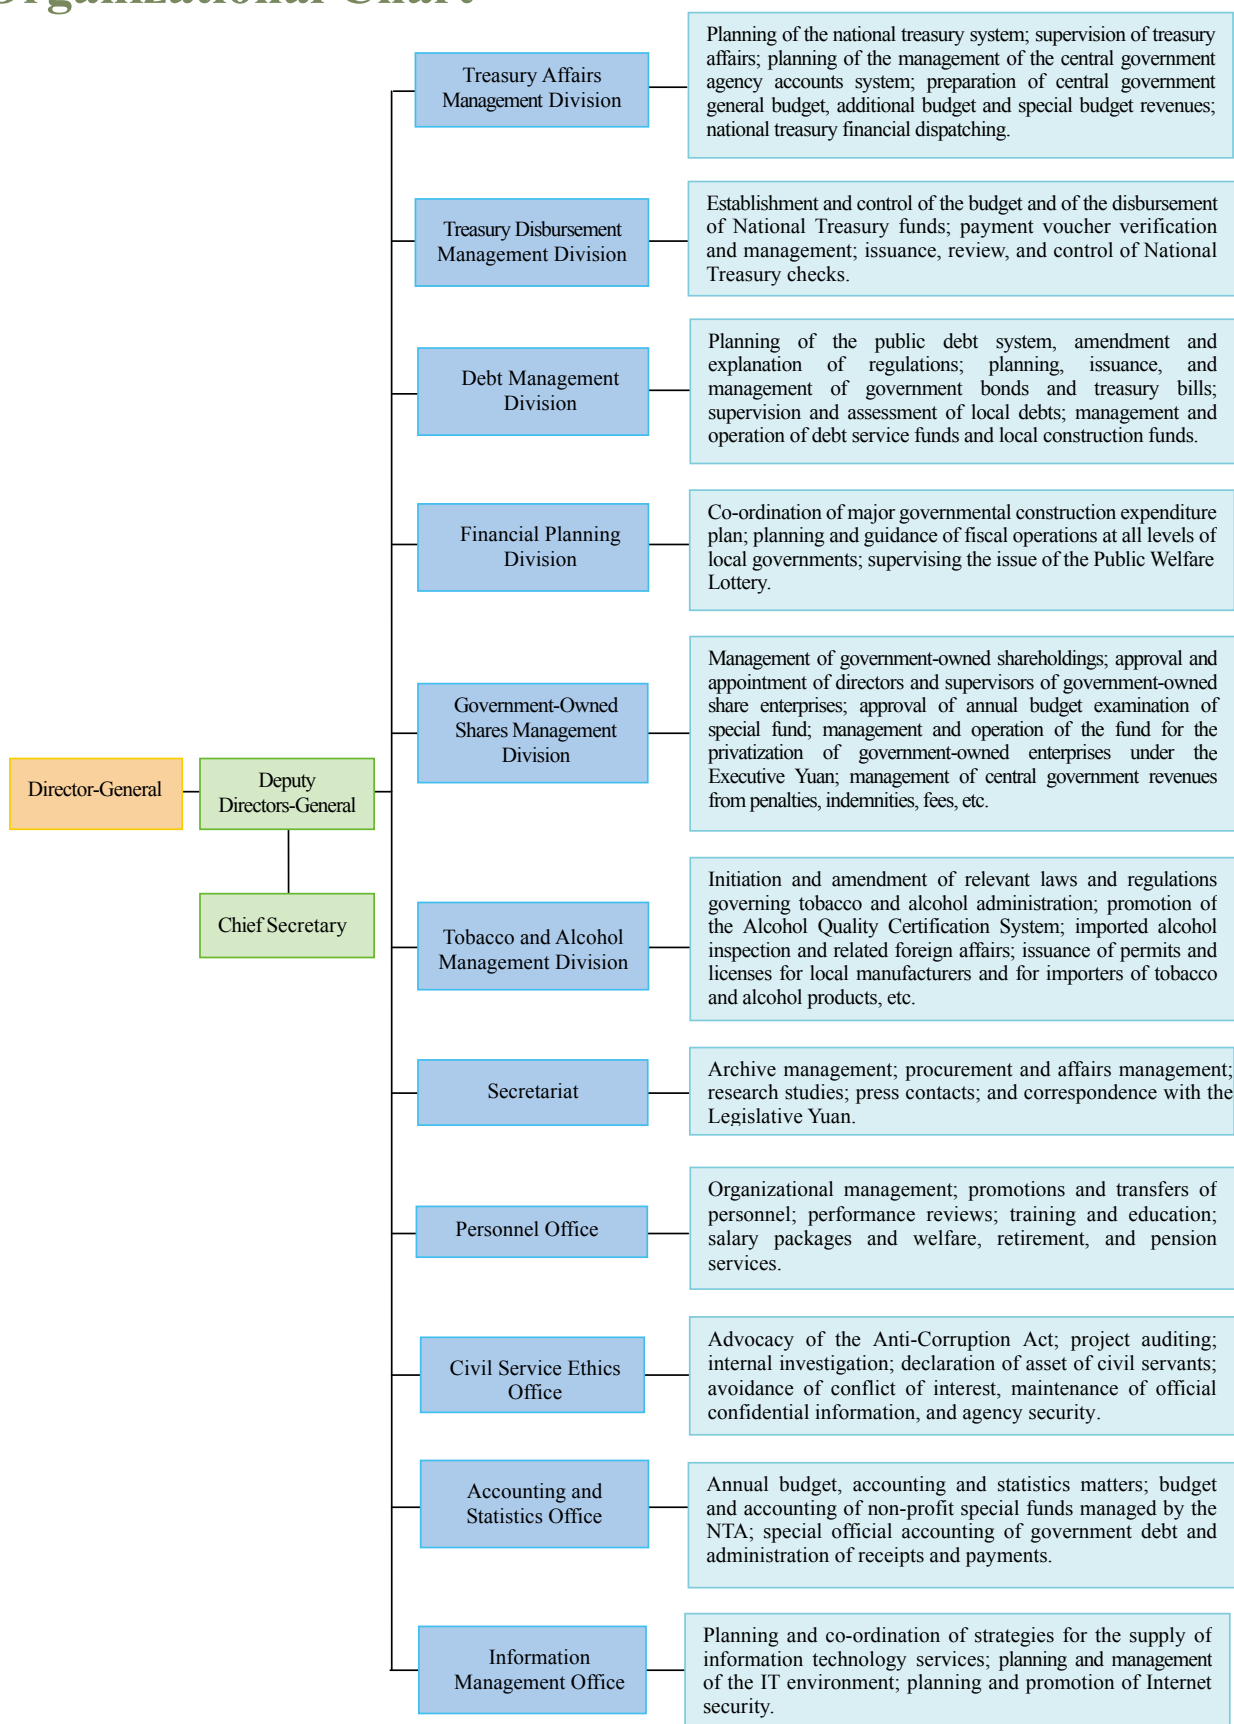 Organizational Chart
Treasury Affairs
Management Division
Planning of the national treasury system; supervision of treasury
affairs; planning of the management of the central government
agency accounts system; preparation of central government
general budget, additional budget and special budget revenues;
national treasury financial dispatching.
Treasury Disbursement
Management Division
Establishment and control of the budget and of the disbursement
of National Treasury funds; payment voucher verification
and management; issuance, review, and control of National
Treasury checks.
Debt Management
Division
Planning of the public debt system, amendment and
explanation of regulations; planning, issuance, and
management of government bonds and treasury bills;
supervision and assessment of local debts; management and
operation of debt service funds and local construction funds.
Financial Planning
Division
Co-ordination of major governmental construction expenditure
plan; planning and guidance of fiscal operations at all levels of
local governments; supervising the issue of the Public Welfare
Lottery.
Government-Owned
Shares Management
Division
Management of government-owned shareholdings; approval and
appointment of directors and supervisors of government-owned
share enterprises; approval of annual budget examination of
special fund; management and operation of the fund for the
privatization of government-owned enterprises under the
Executive Yuan; management of central government revenues
from penalties, indemnities, fees, etc.
Director-General
Deputy
Directors-General
Chief Secretary
Tobacco and Alcohol
Management Division
Initiation and amendment of relevant laws and regulations
governing tobacco and alcohol administration; promotion of
the Alcohol Quality Certification System; imported alcohol
inspection and related foreign affairs; issuance of permits and
licenses for local manufacturers and for importers of tobacco
and alcohol products, etc.
Secretariat
Archive management; procurement and affairs management;
research studies; press contacts; and correspondence with the
Legislative Yuan.
Personnel Office
Organizational management; promotions and transfers of
personnel; performance reviews; training and education;
salary packages and welfare, retirement, and pension
services.
Civil Service Ethics
Office
Advocacy of the Anti-Corruption Act; project auditing;
internal investigation; declaration of asset of civil servants;
avoidance of conflict of interest, maintenance of official
confidential information, and agency security.
Accounting and
Statistics Office
Annual budget, accounting and statistics matters; budget
and accounting of non-profit special funds managed by the
NTA; special official accounting of government debt and
administration of receipts and payments.
Information
Management Office
Planning and co-ordination of strategies for the supply of
information technology services; planning and management
of the IT environment; planning and promotion of Internet
security.